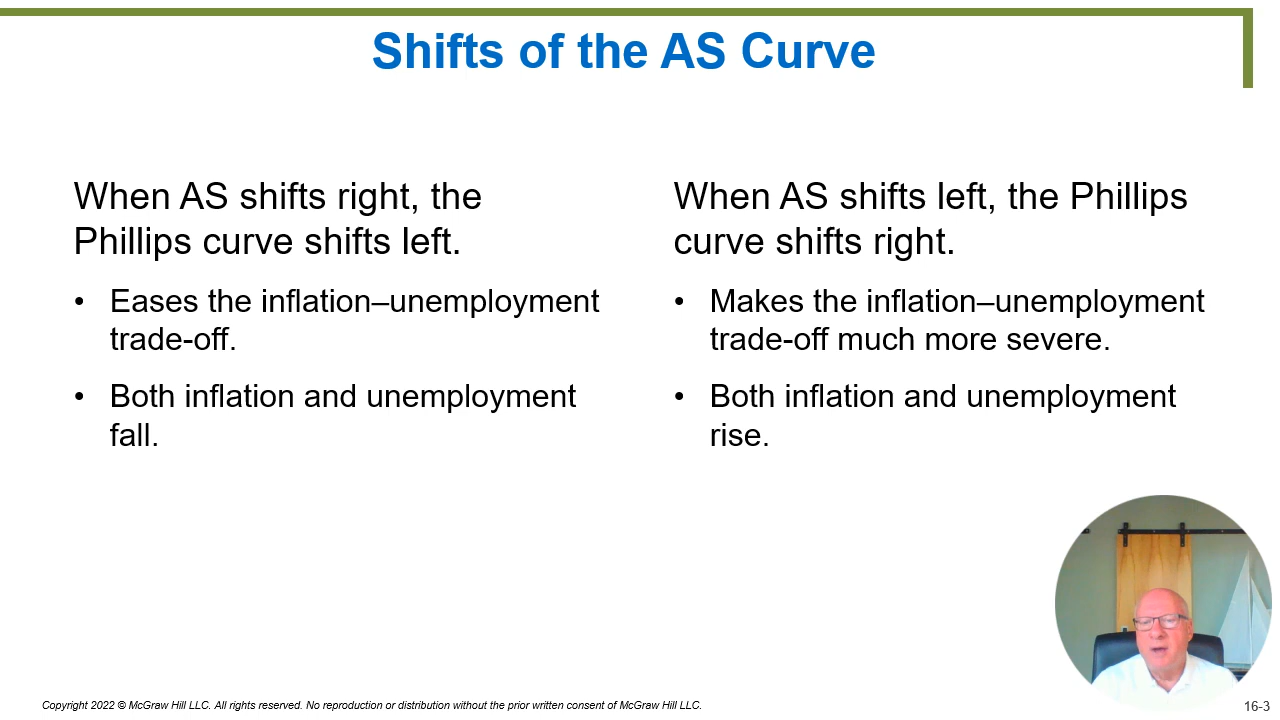 Shifts of the AS Curve
When AS shifts right, the
Phillips curve shifts left.
• Eases the inflation–unemployment
trade-off.
• Both inflation and unemployment
fall.
When AS shifts left, the Phillips
curve shifts right.
• Makes the inflation–unemployment
trade-off much more severe.
• Both inflation and unemployment
rise.
Copyright 2022 © McGraw Hill LLC. All rights reserved. No reproduction or distribution without the prior written consent of McGraw Hill LLC.
16-3